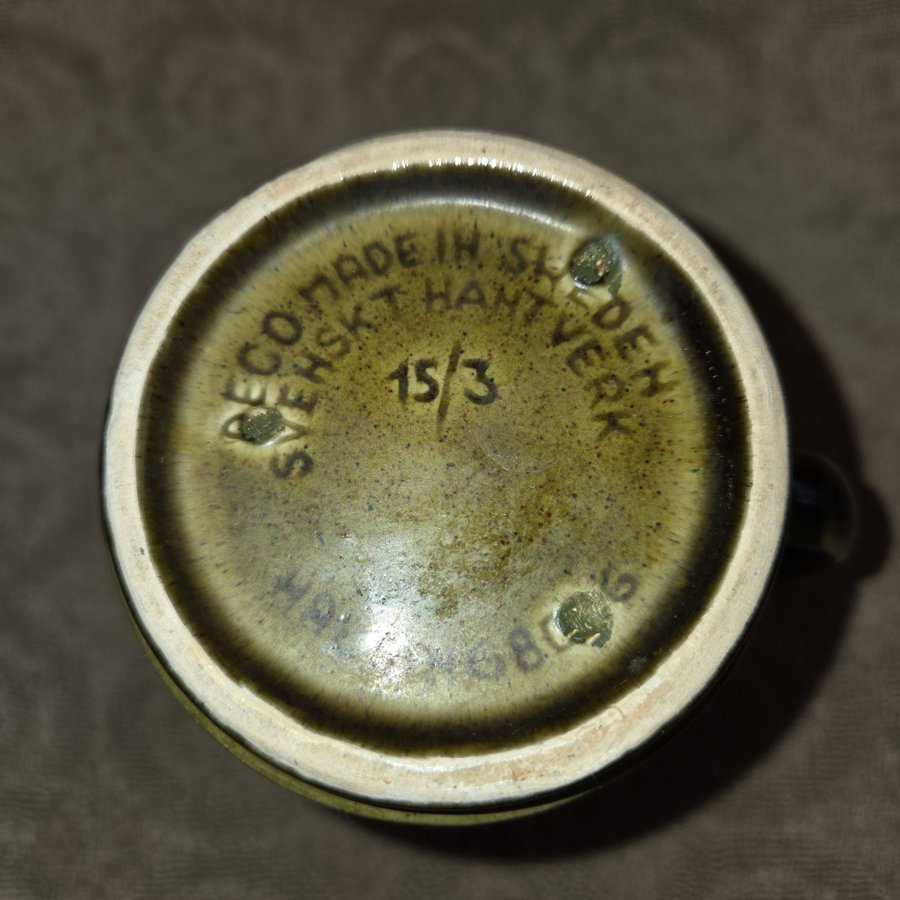 DECO MADE IN SWEDEN
SVENSKT HANTVERK
15/3